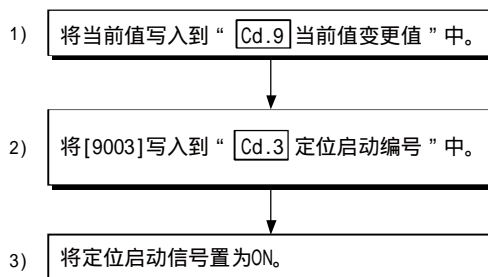 1) 将当前值写入到“ Cd.9 当前值变更值 ”中。
2) 将[9003]写入到“ Cd.3 定位启动编号 ”中。
3) 将定位启动信号置为ON。